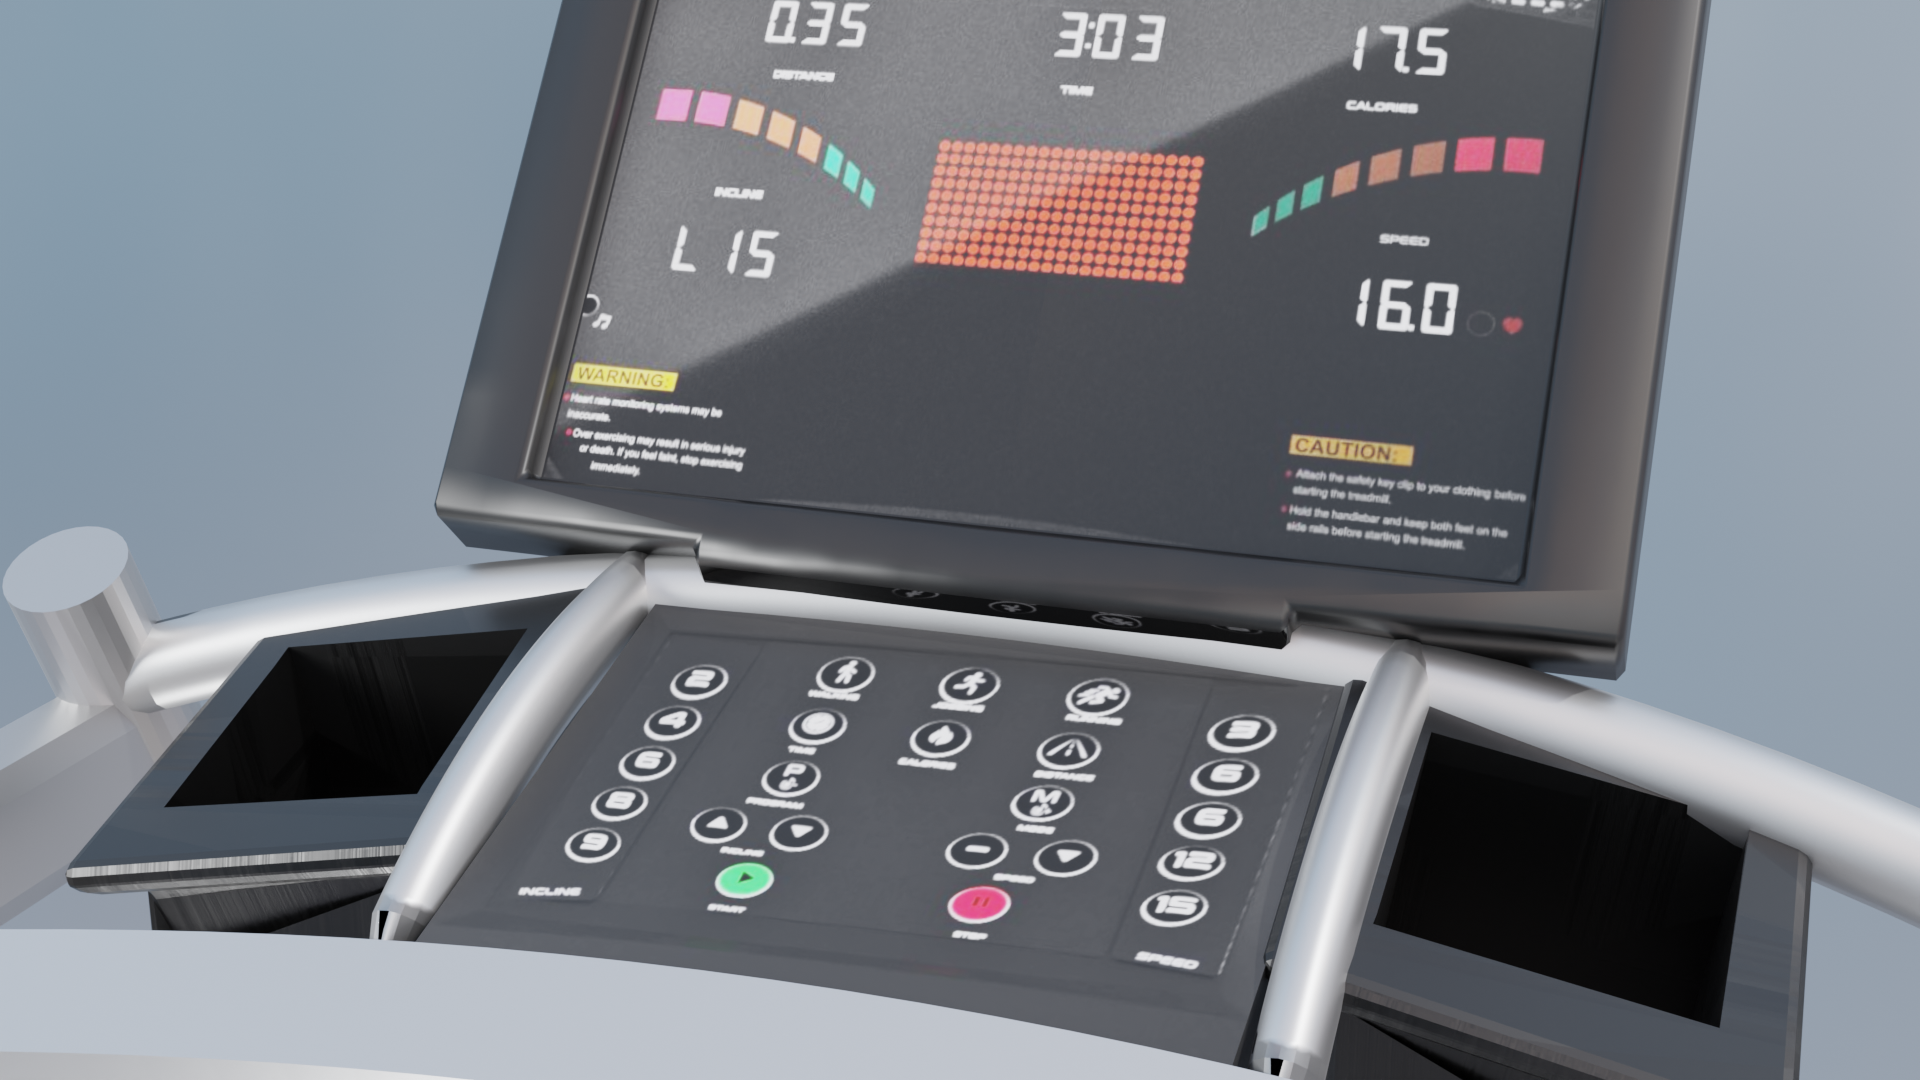 0.35
3:03
17.5
DISTANCE
TIME
CALORIES
INCLINE
SPEED
L 15
16.0
WARNING:
Heart rate monitoring systems may be
inaccurate.
Over exercising may result in serious injury
or death. If you feel faint, stop exercising
immediately.
CAUTION:
Attach the safety key clip to your clothing before
starting the treadmill.
Hold the handlebar and keep both feet on the
side rails before starting the treadmill.
2
WALKING
JOGGING
RUNNING
3
4
TIME
CALORIES
DISTANCE
6
6
P
PROGRAM
M
MODE
6
8
INCLINE
SPEED
12
9
START
STOP
15
INCLINE
SPEED